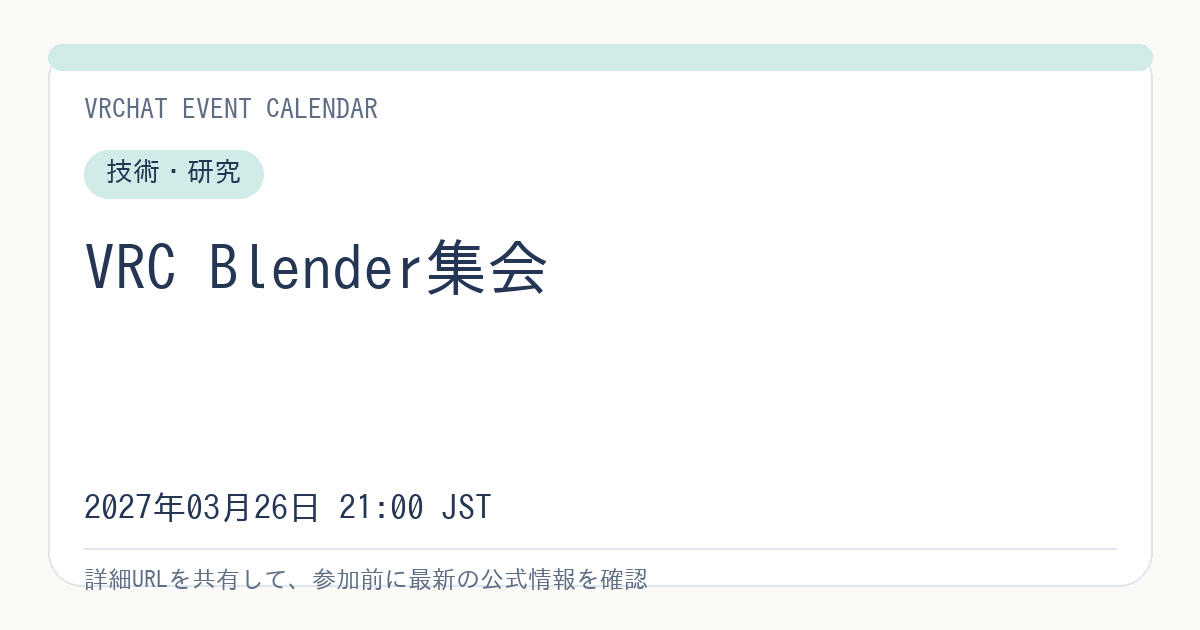 VRCHAT EVENT CALENDAR
技術・研究
VRC Blender集会
2027年03月26日 21:00 JST
詳細URLを共有して、参加前に最新の公式情報を確認